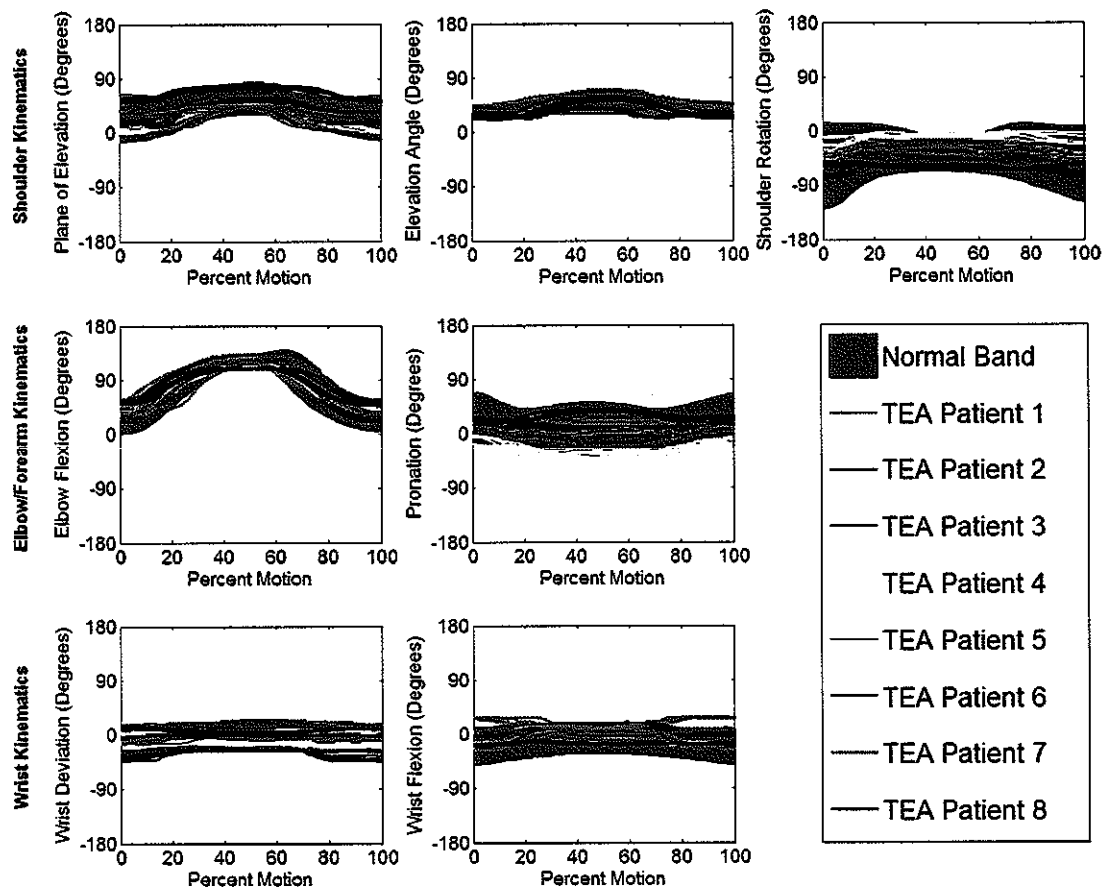 Shoulder Kinematics
Plane of Elevation (Degrees)
180
90
0
-90
-180
0 20 40 60 80 100
Percent Motion
Elevation Angle (Degrees)
180
90
0
-90
-180
0 20 40 60 80 100
Percent Motion
Shoulder Rotation (Degrees)
180
90
0
-90
-180
0 20 40 60 80 100
Percent Motion
Elbow/Forearm Kinematics
Elbow Flexion (Degrees)
180
90
0
-90
-180
0 20 40 60 80 100
Percent Motion
Pronation (Degrees)
180
90
0
-90
-180
0 20 40 60 80 100
Percent Motion
Normal Band
TEA Patient 1
TEA Patient 2
TEA Patient 3
TEA Patient 4
TEA Patient 5
TEA Patient 6
TEA Patient 7
TEA Patient 8
Wrist Kinematics
Wrist Deviation (Degrees)
180
90
0
-90
-180
0 20 40 60 80 100
Percent Motion
Wrist Flexion (Degrees)
180
90
0
-90
-180
0 20 40 60 80 100
Percent Motion